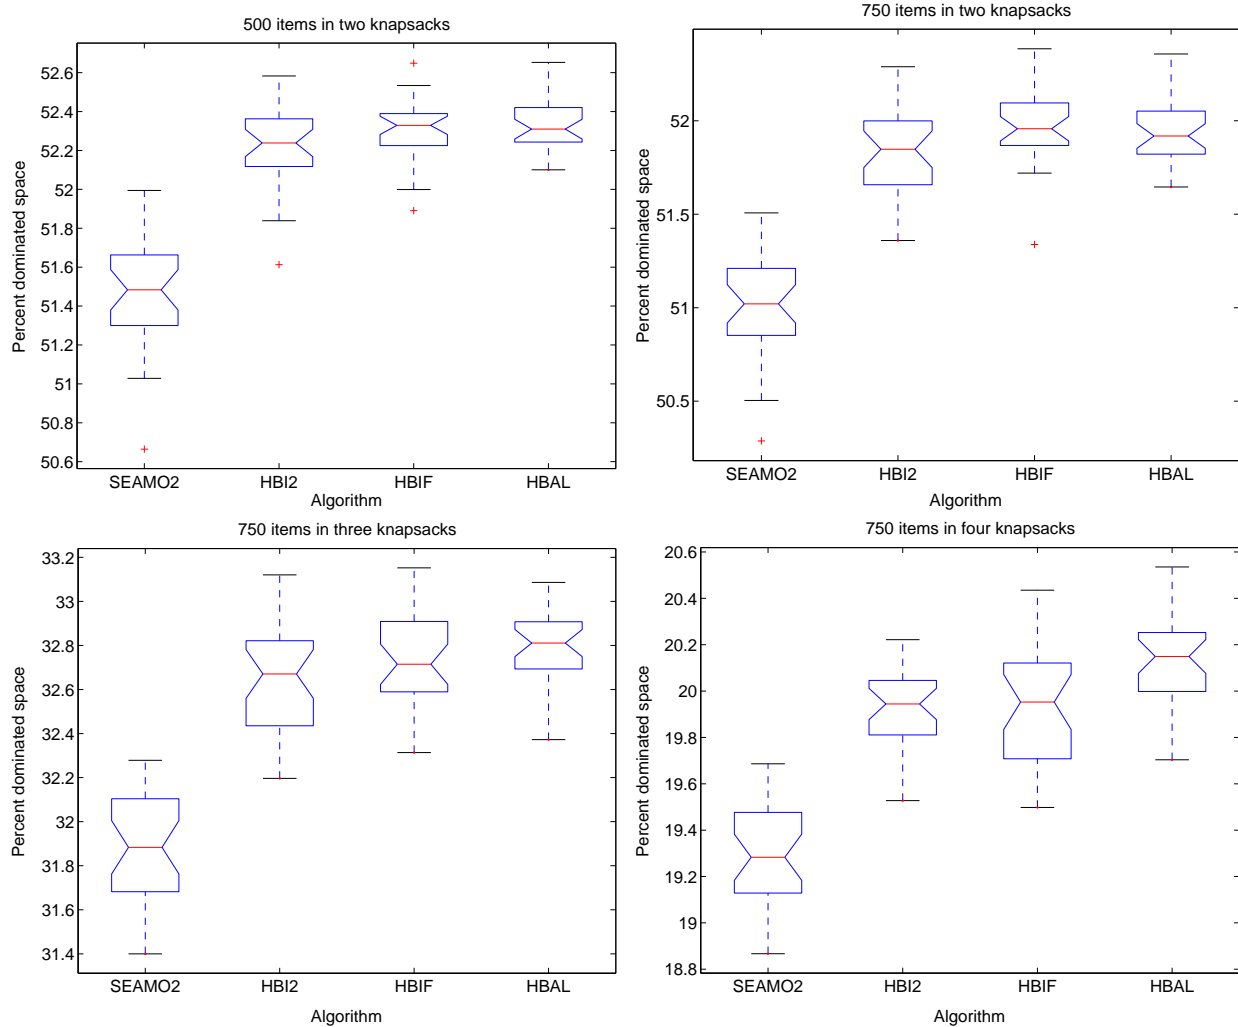 500 items in two knapsacks
Percent dominated space
52.6
52.4
52.2
52
51.8
51.6
51.4
51.2
51
50.8
50.6
SEAMO2 HBI2 HBIF HBAL
Algorithm
750 items in two knapsacks
Percent dominated space
52
51.5
51
50.5
SEAMO2 HBI2 HBIF HBAL
Algorithm
750 items in three knapsacks
Percent dominated space
33.2
33
32.8
32.6
32.4
32.2
32
31.8
31.6
31.4
SEAMO2 HBI2 HBIF HBAL
Algorithm
750 items in four knapsacks
Percent dominated space
20.6
20.4
20.2
20
19.8
19.6
19.4
19.2
19
18.8
SEAMO2 HBI2 HBIF HBAL
Algorithm